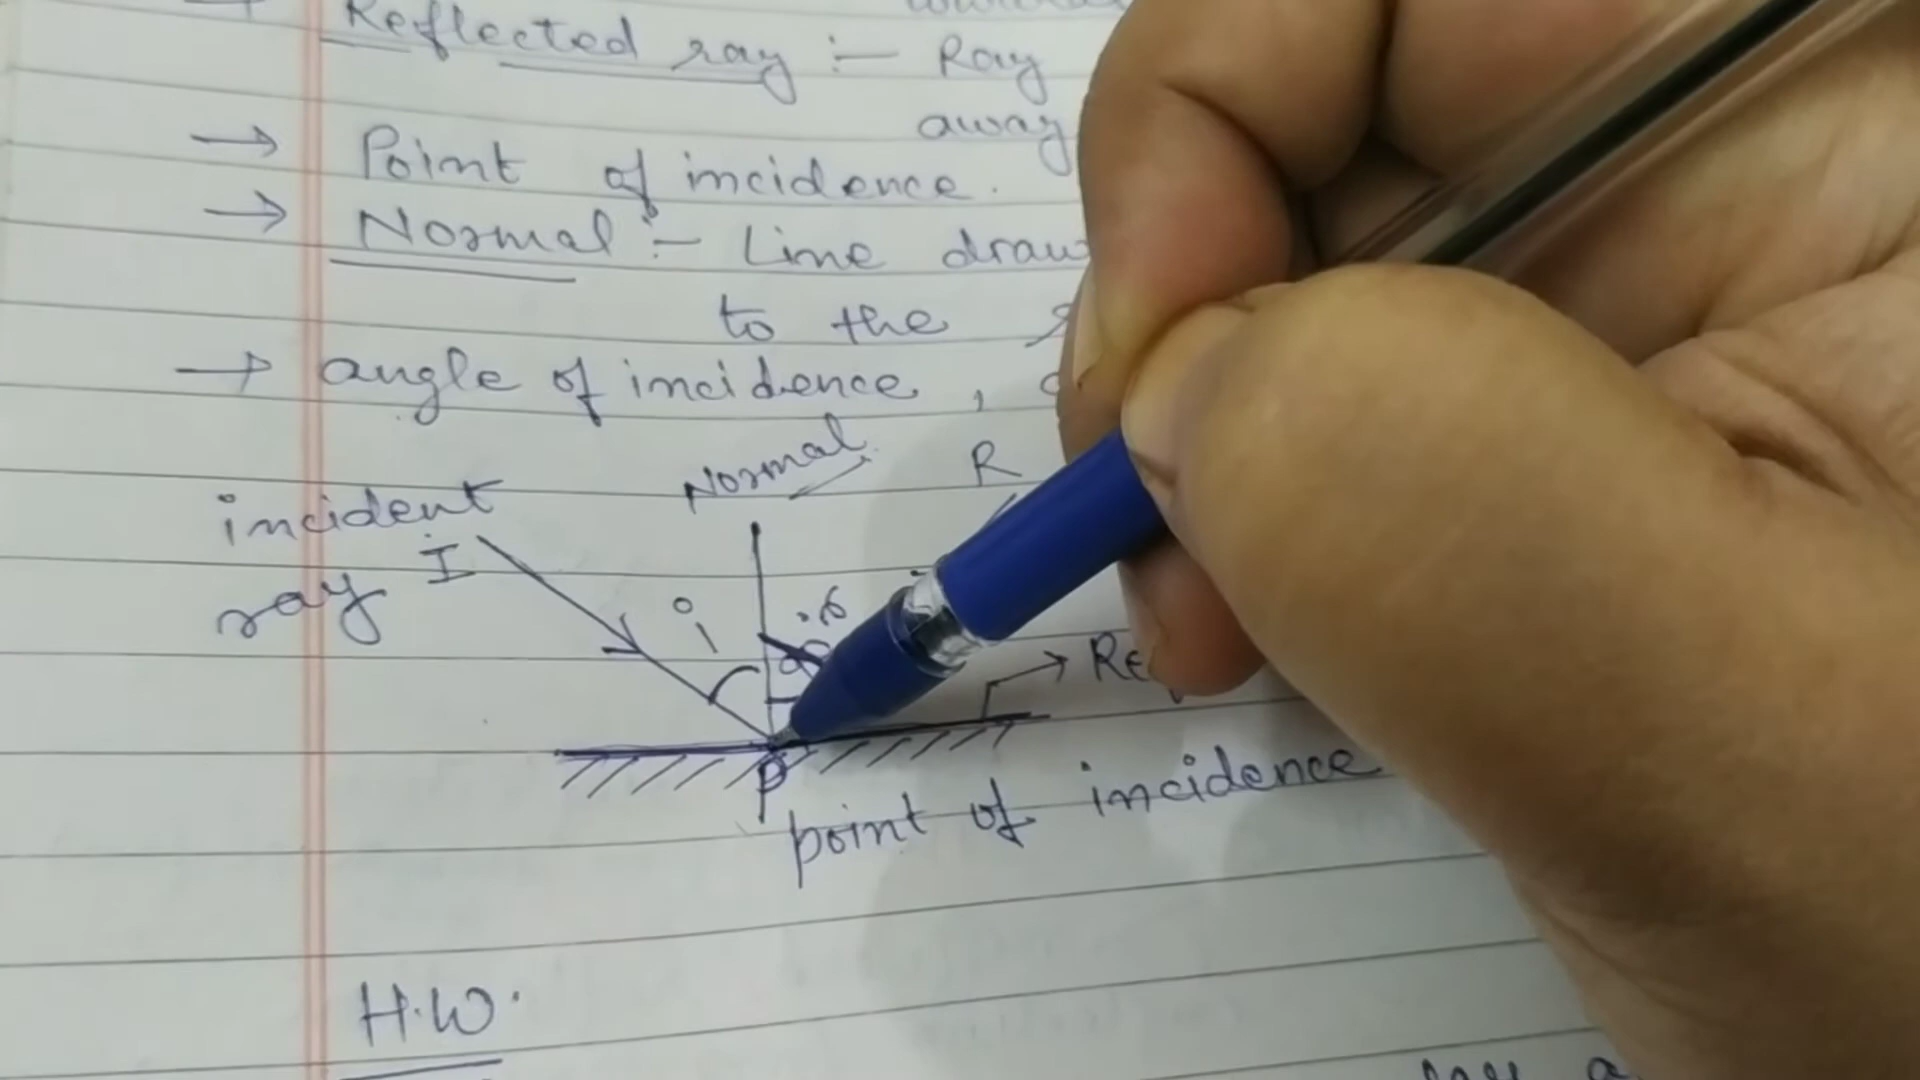 Reflected ray :- Ray
away
→ Point of incidence.
→ Normal :- Line
to the
→ angle of incidence ,
Normal
R
incident
I
ray
i
90
P
point of incidence
H.W.